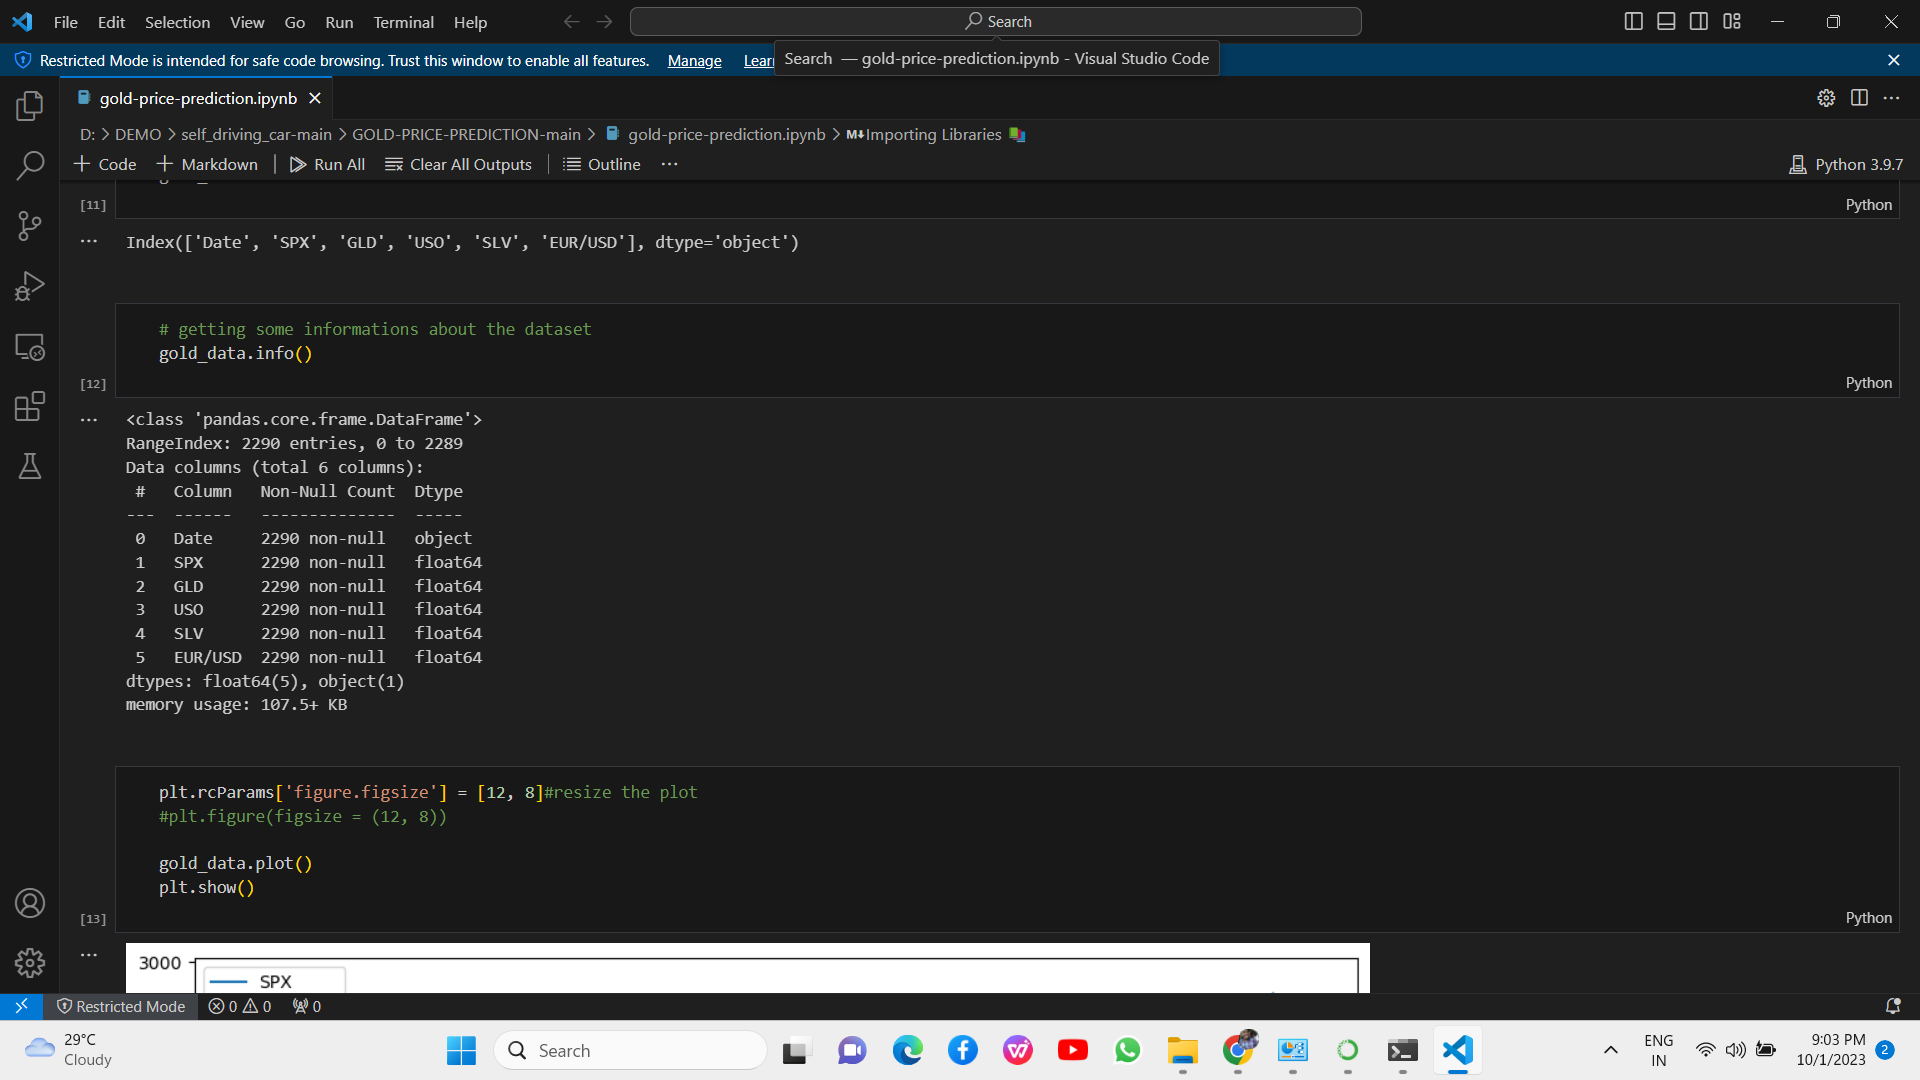 File Edit Selection View Go Run Terminal Help
Search
Restricted Mode is intended for safe code browsing. Trust this window to enable all features. Manage
Search — gold-price-prediction.ipynb - Visual Studio Code
gold-price-prediction.ipynb
D: > DEMO > self_driving_car-main > GOLD-PRICE-PREDICTION-main > gold-price-prediction.ipynb > M↓Importing Libraries
+ Code + Markdown Run All Clear All Outputs Outline ... Python 3.9.7
[11] Python
Index(['Date', 'SPX', 'GLD', 'USO', 'SLV', 'EUR/USD'], dtype='object')
# getting some informations about the dataset
gold_data.info()
[12] Python
<class 'pandas.core.frame.DataFrame'>
RangeIndex: 2290 entries, 0 to 2289
Data columns (total 6 columns):
# Column Non-Null Count Dtype
--- ------ -------------- -----
0 Date 2290 non-null object
1 SPX 2290 non-null float64
2 GLD 2290 non-null float64
3 USO 2290 non-null float64
4 SLV 2290 non-null float64
5 EUR/USD 2290 non-null float64
dtypes: float64(5), object(1)
memory usage: 107.5+ KB
plt.rcParams['figure.figsize'] = [12, 8]#resize the plot
#plt.figure(figsize = (12, 8))
gold_data.plot()
plt.show()
[13] Python
3000
SPX
Restricted Mode 0 0 0
29°C
Cloudy
Search
ENG
IN
9:03 PM
10/1/2023
2